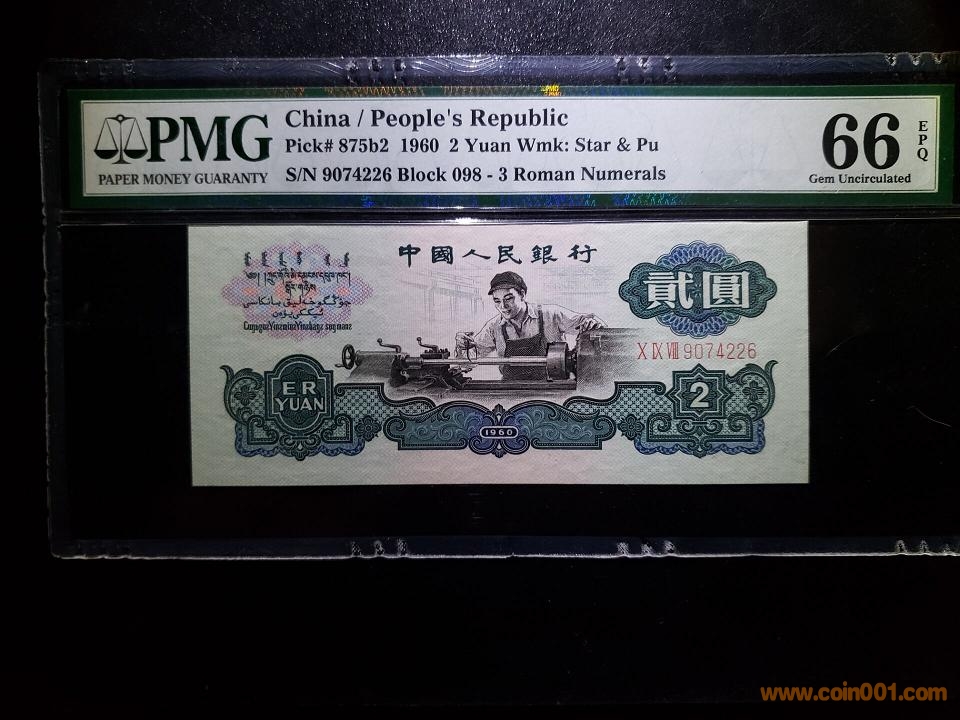 PMG
PAPER MONEY GUARANTY
China / People's Republic
Pick# 875b2 1960 2 Yuan Wmk: Star & Pu
S/N 9074226 Block 098 - 3 Roman Numerals
66
EPQ
Gem Uncirculated
中國人民銀行
貳圓
X IX VIII 9074226
ER
YUAN
1960
2
www.coin001.com